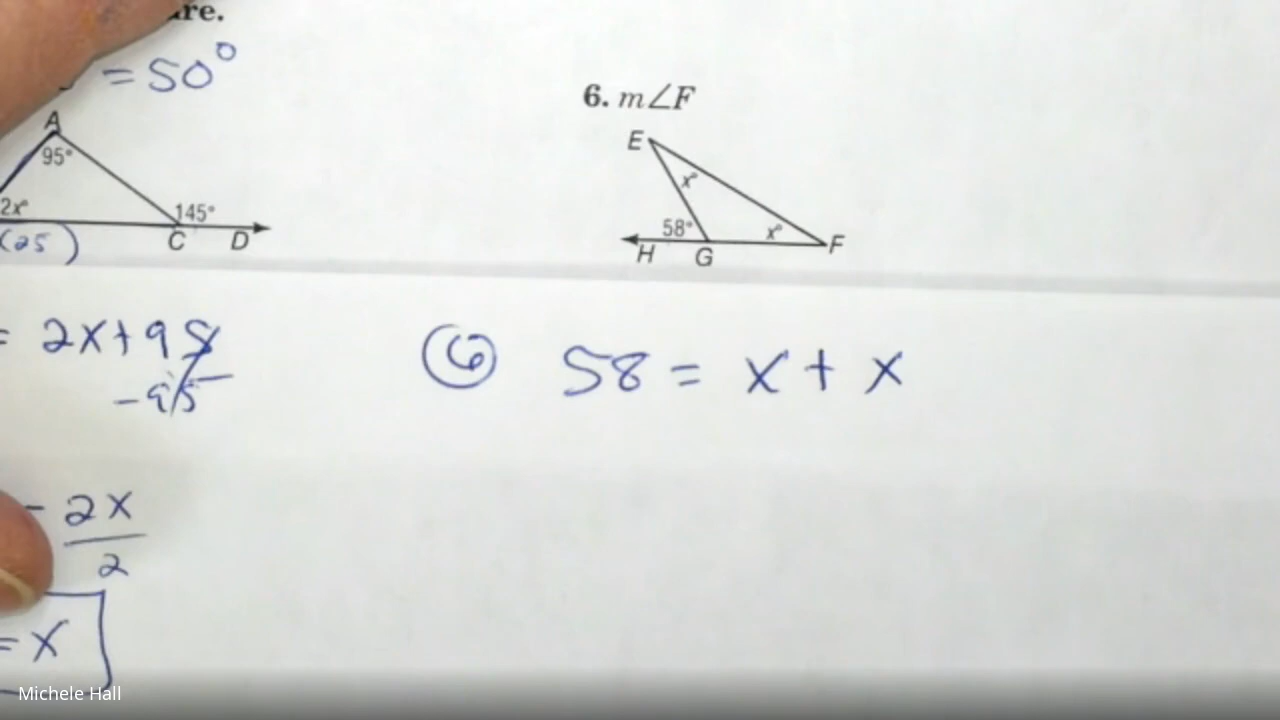 are.
= 50°
A
95°
2x°
145°
(25)
C
D
= 2x+95
-95
2x
2
= x
6. m∠F
E
x°
58°
x°
H
G
F
6 58 = x + x
Michele Hall